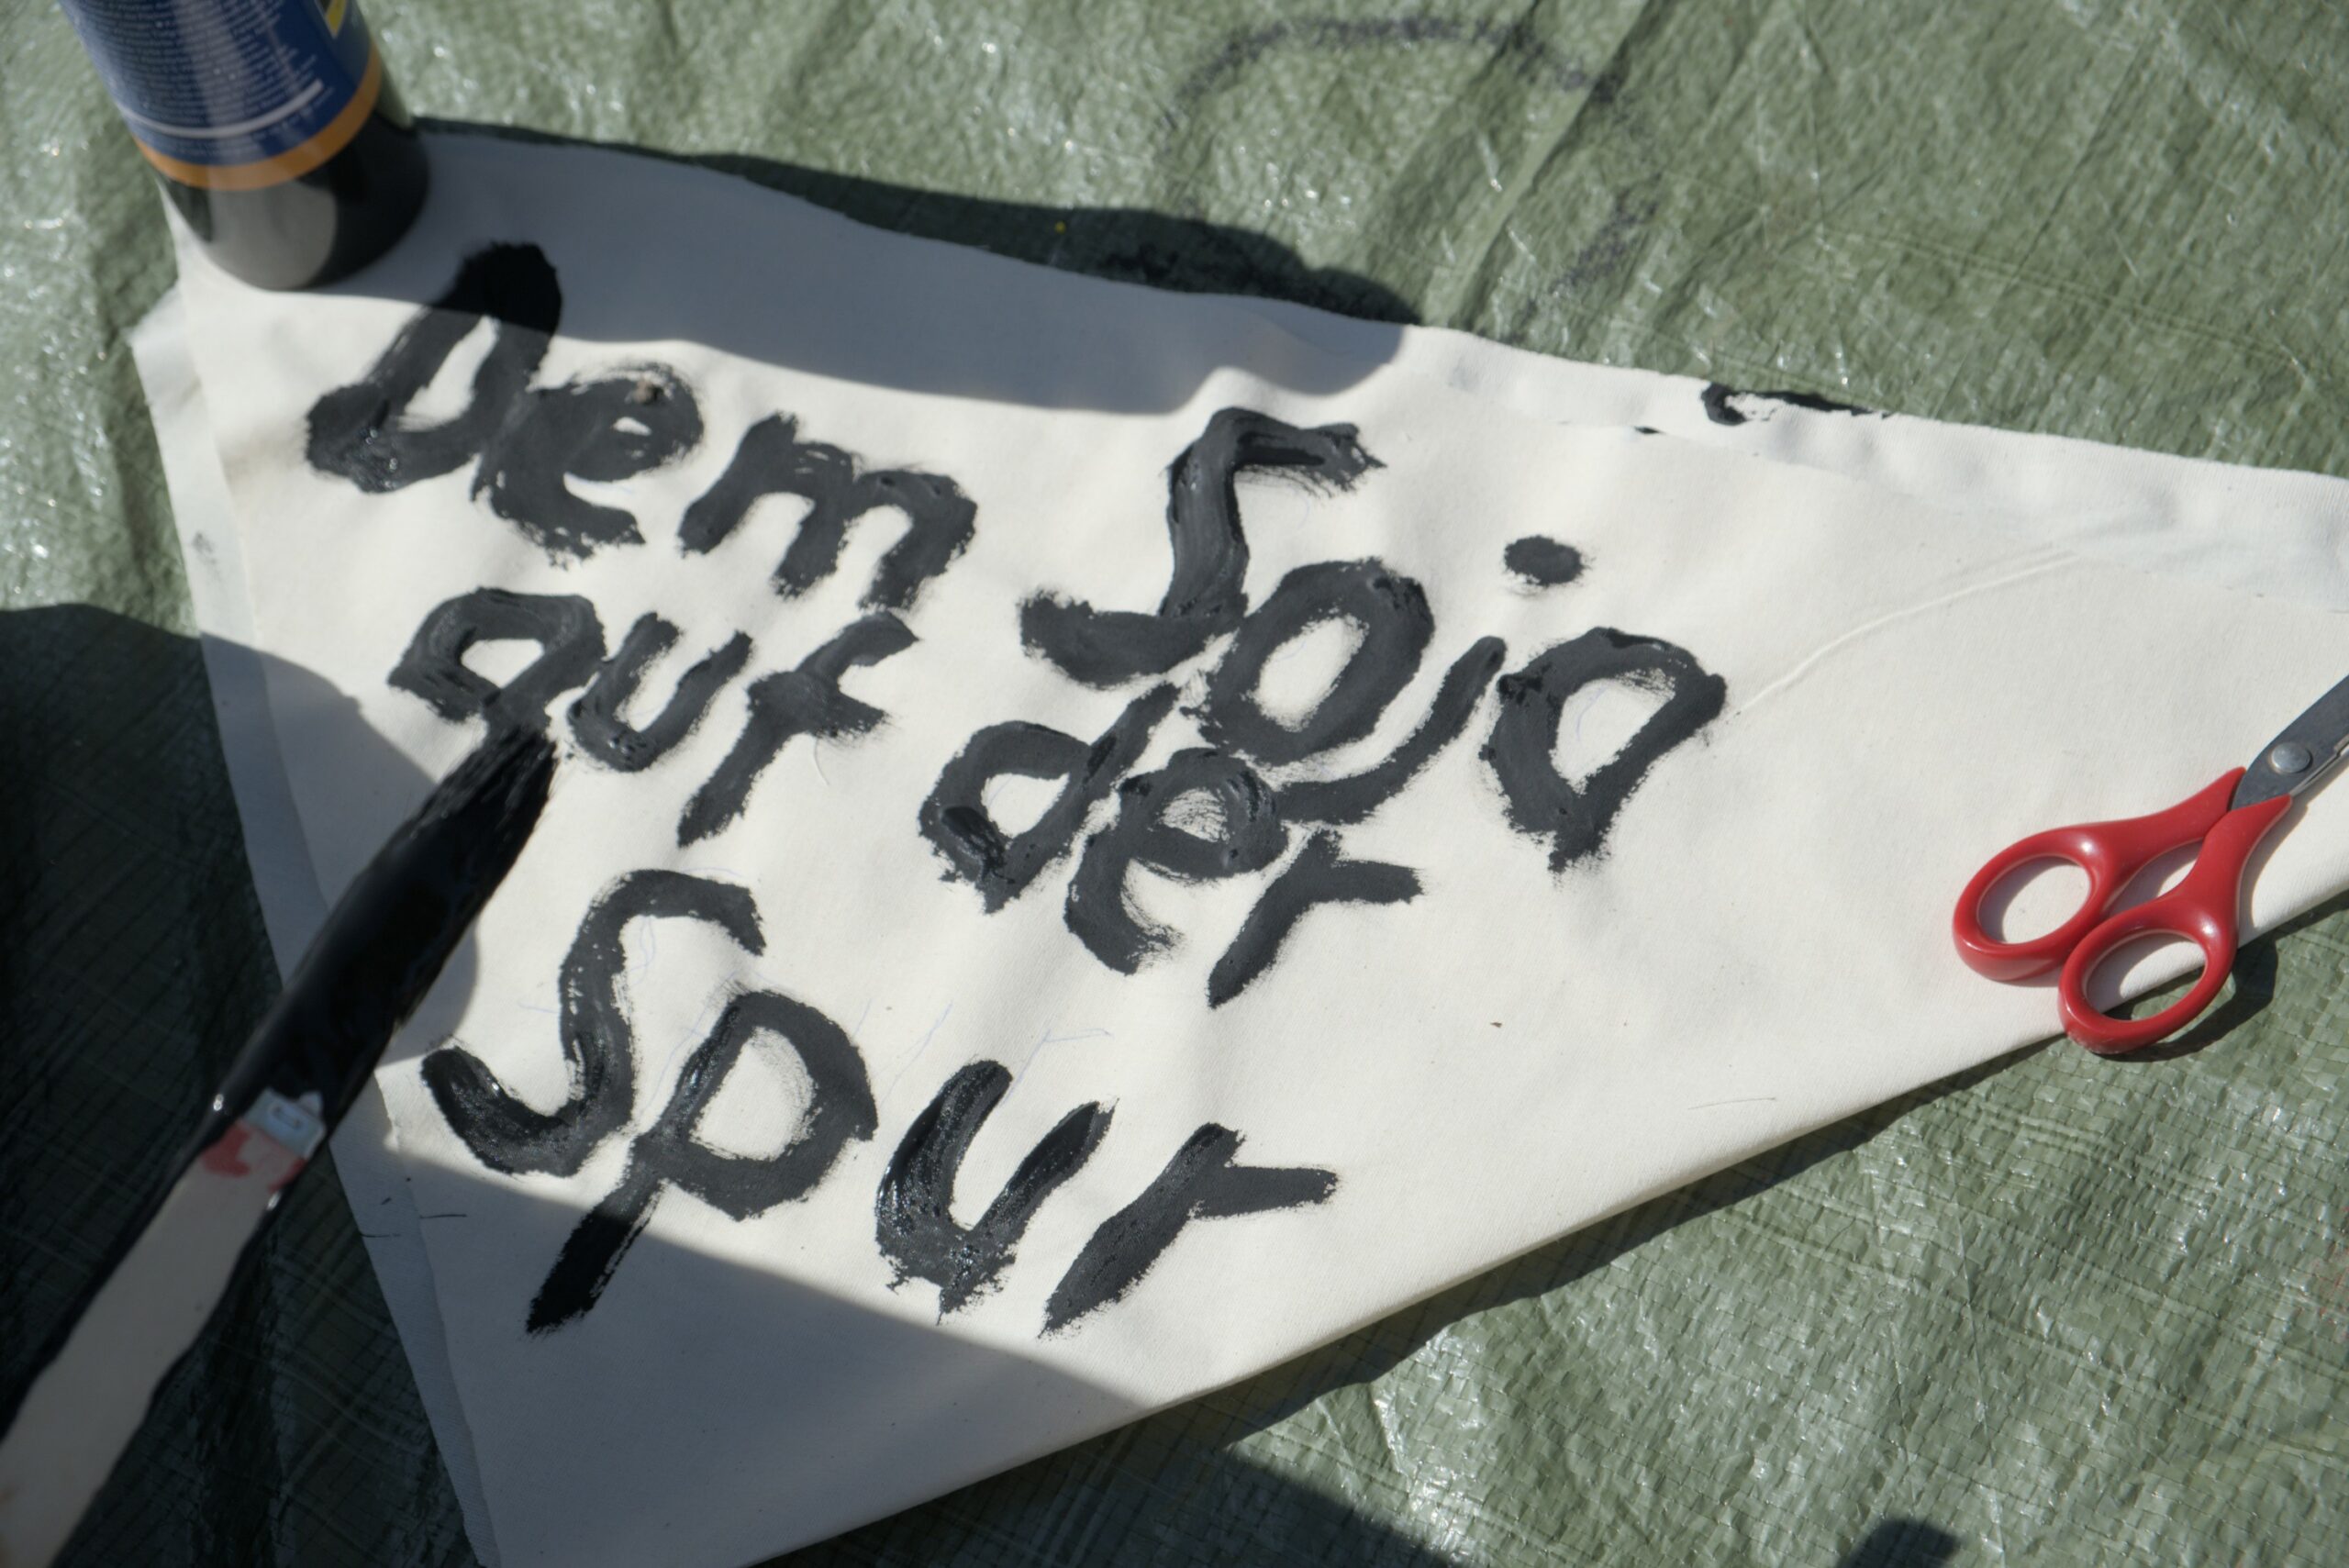 Dem Soja
auf der
Spur